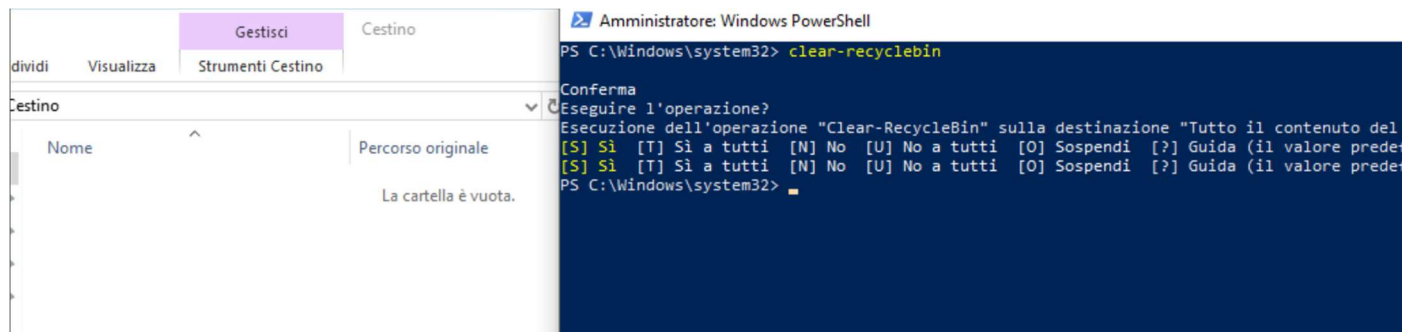 Gestisci
Cestino
dividi Visualizza Strumenti Cestino
Cestino
Nome Percorso originale
La cartella è vuota.
Amministratore: Windows PowerShell
PS C:\Windows\system32> clear-recyclebin
Conferma
Eseguire l'operazione?
Esecuzione dell'operazione "Clear-RecycleBin" sulla destinazione "Tutto il contenuto del
[S] Sì [T] Sì a tutti [N] No [U] No a tutti [O] Sospendi [?] Guida (il valore predef
[S] Sì [T] Sì a tutti [N] No [U] No a tutti [O] Sospendi [?] Guida (il valore predef
PS C:\Windows\system32>